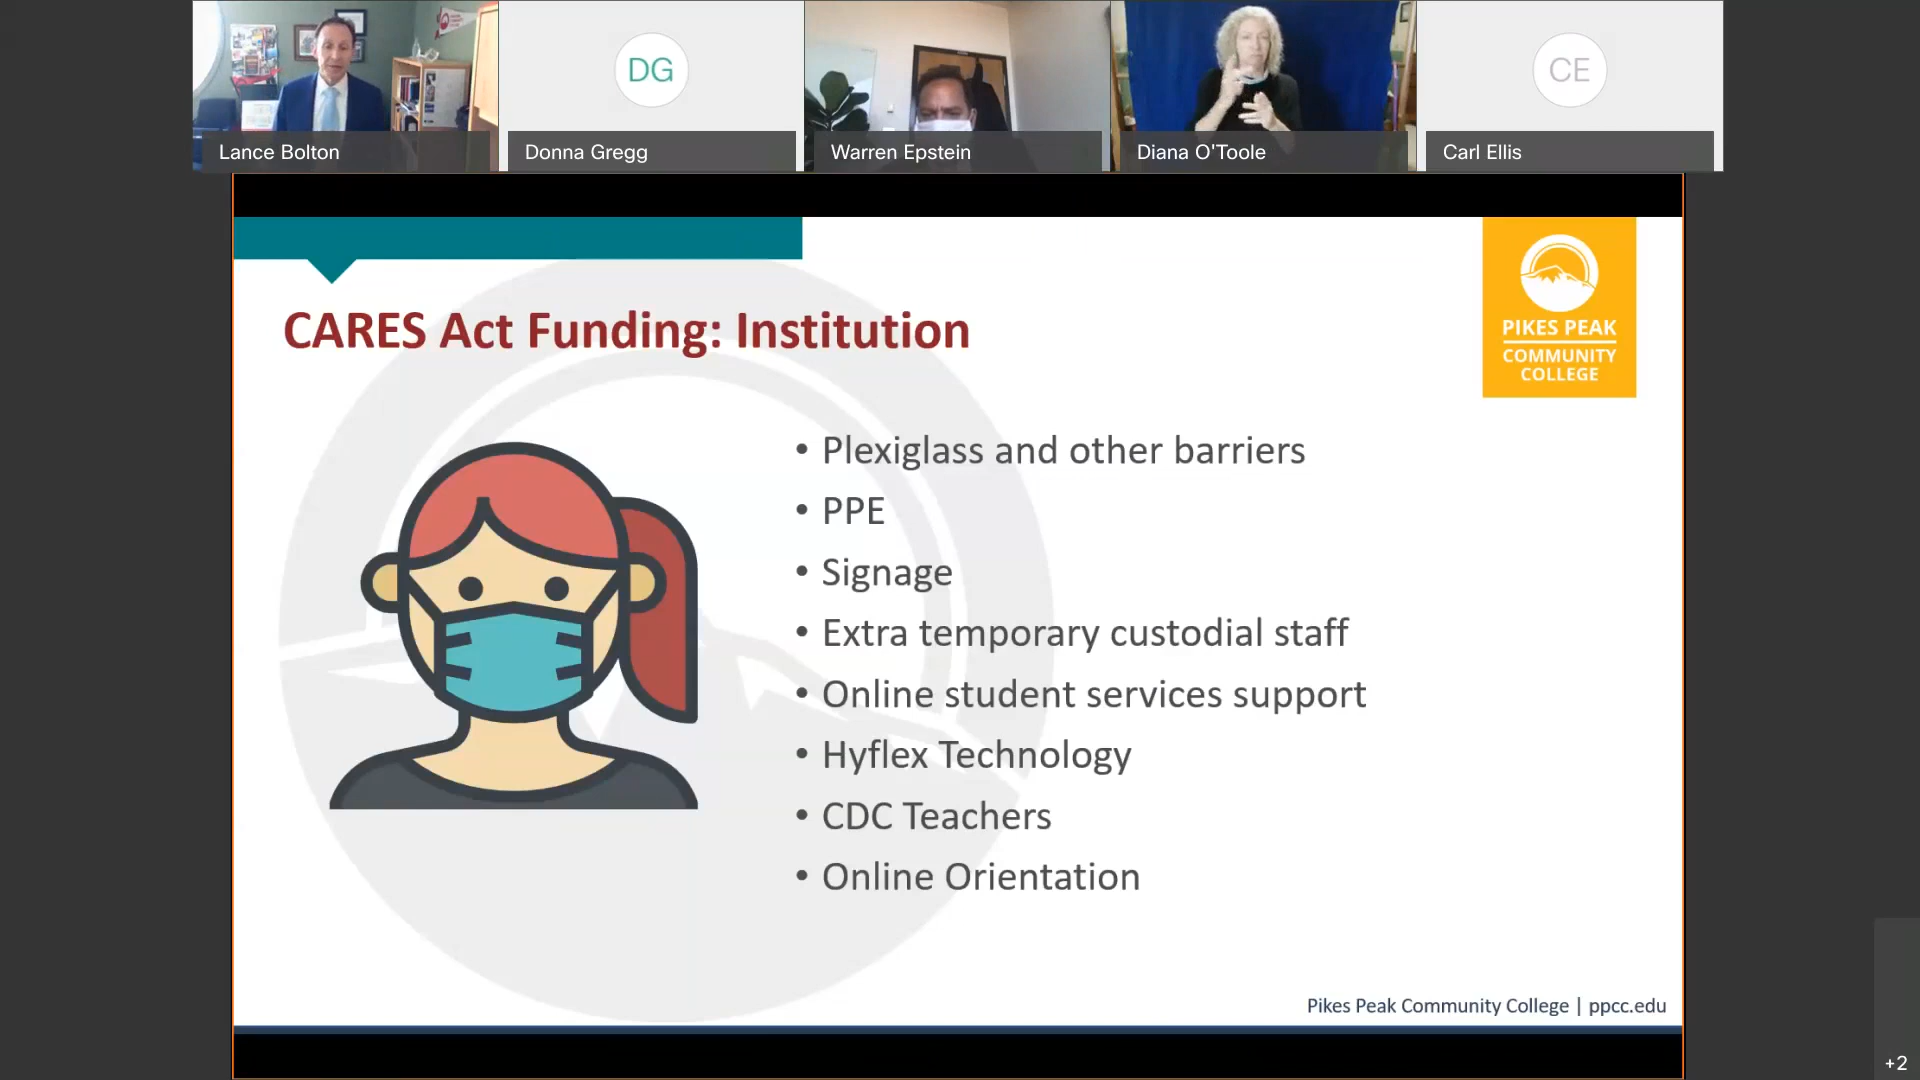 DG
CE
Lance Bolton
Donna Gregg
Warren Epstein
Diana O'Toole
Carl Ellis
PIKES PEAK
COMMUNITY
COLLEGE
CARES Act Funding: Institution
• Plexiglass and other barriers
• PPE
• Signage
• Extra temporary custodial staff
• Online student services support
• Hyflex Technology
• CDC Teachers
• Online Orientation
Pikes Peak Community College | ppcc.edu
+2